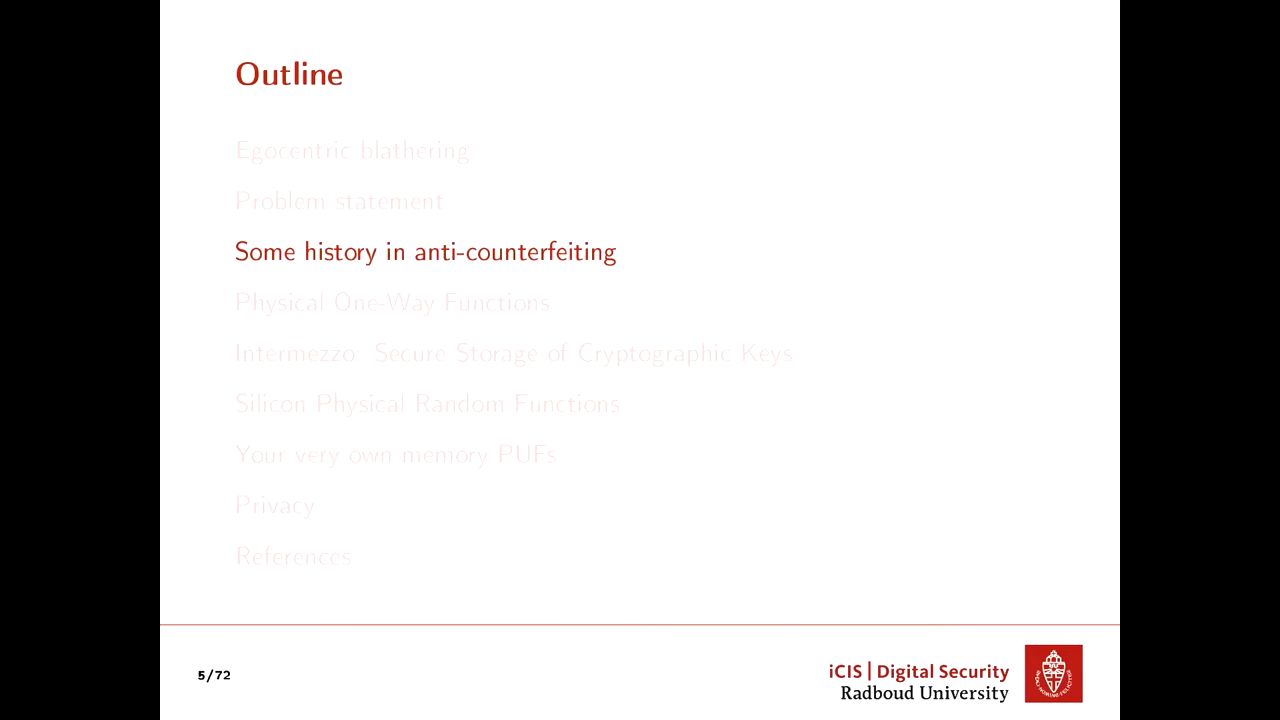 Outline
Egocentric blathering
Problem statement
Some history in anti-counterfeiting
Physical One-Way Functions
Intermezzo: Secure Storage of Cryptographic Keys
Silicon Physical Random Functions
Your very own memory PUFs
Privacy
References
5/72
iCIS | Digital Security
Radboud University